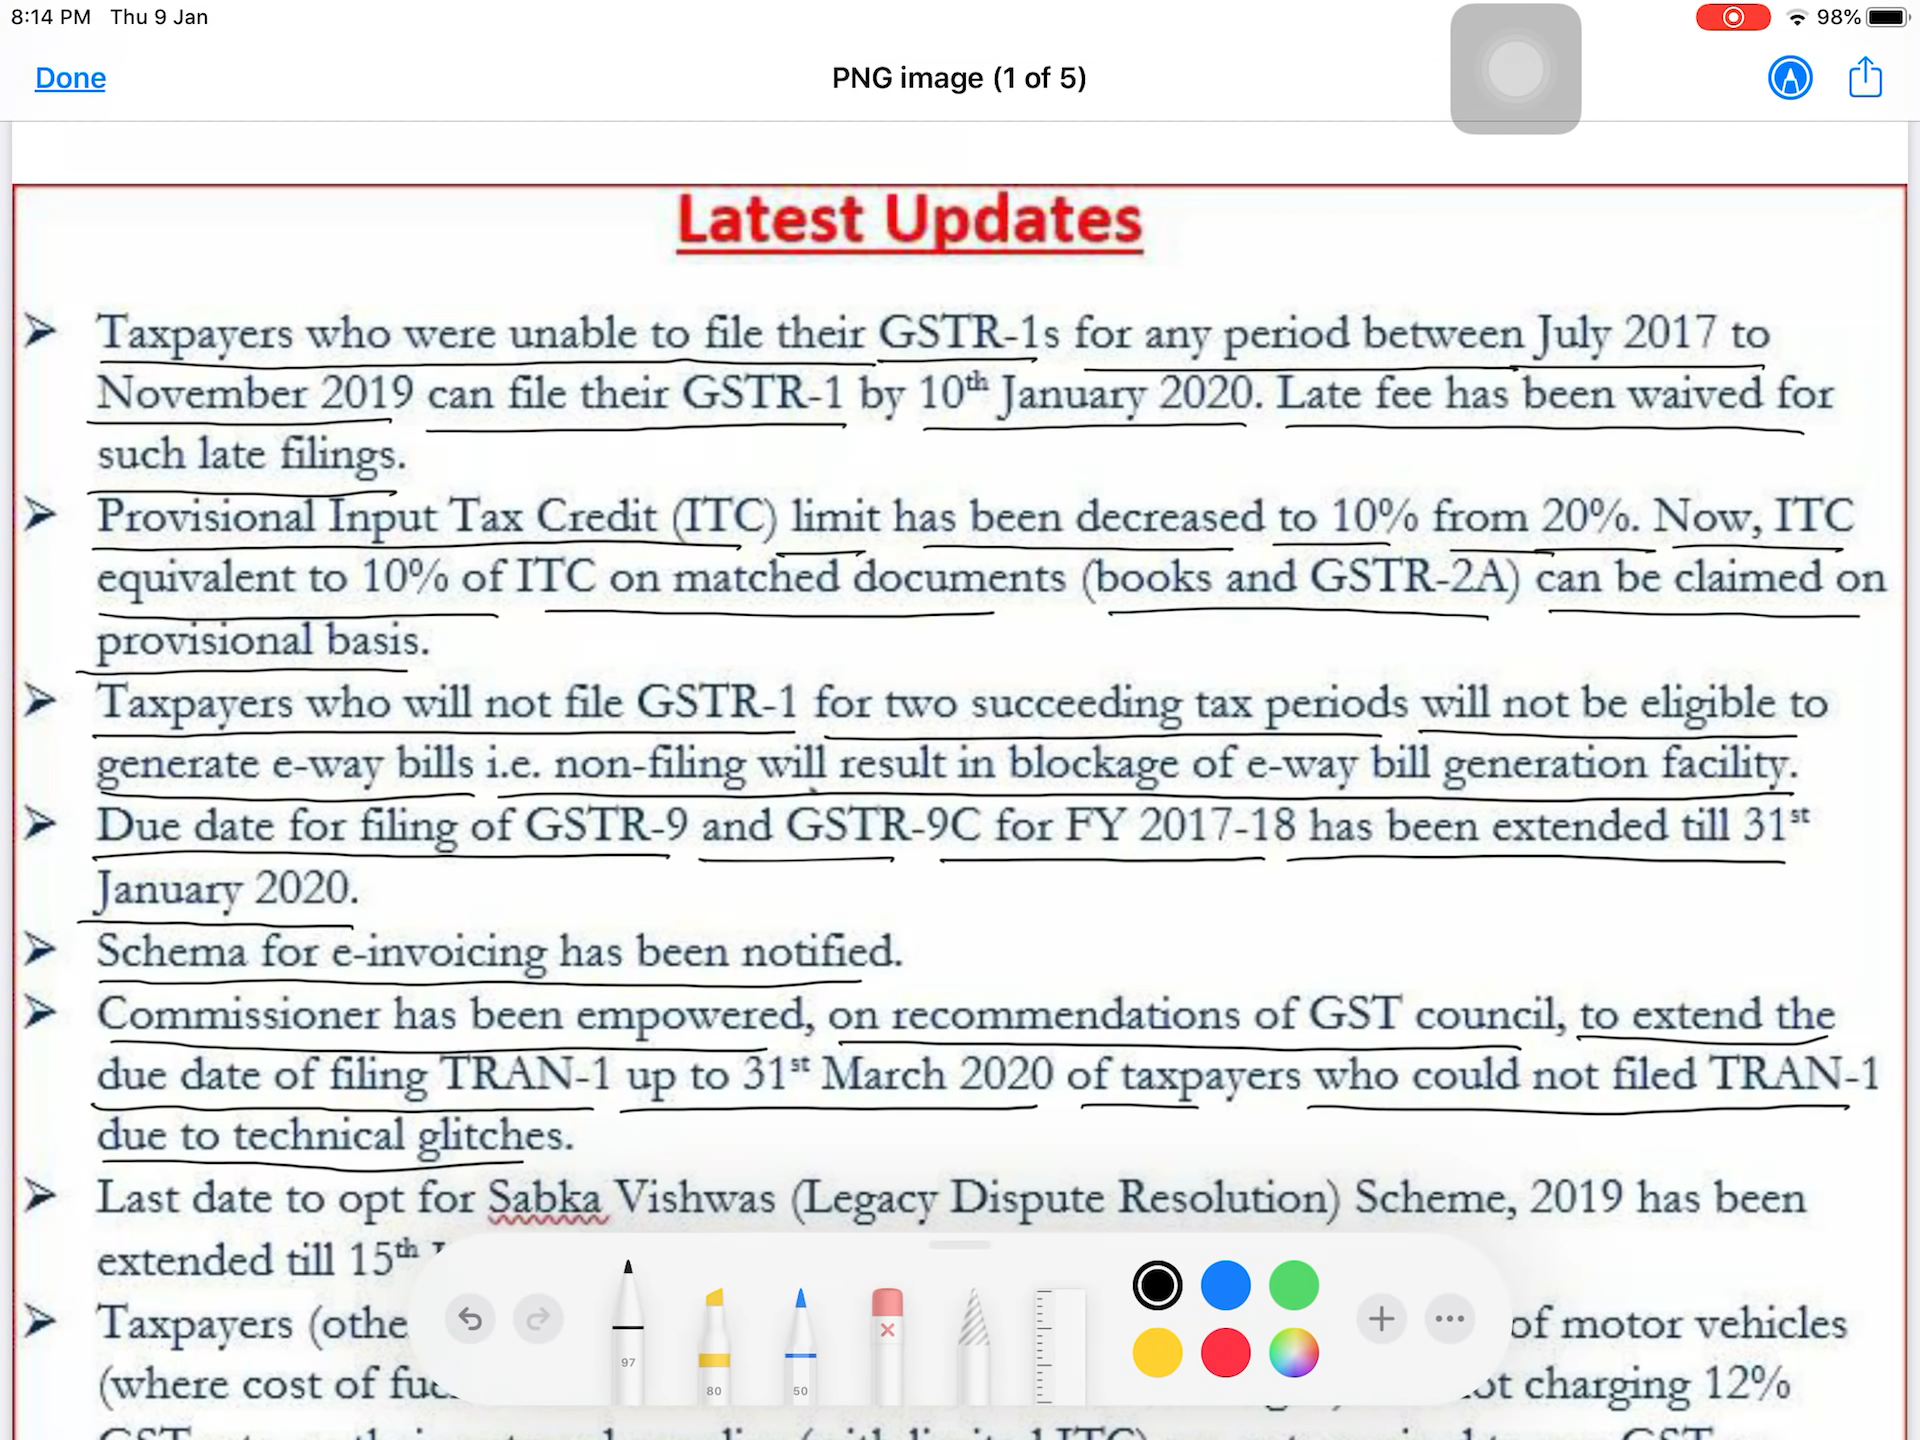 8:14 PM Thu 9 Jan 98%
Done PNG image (1 of 5)
Latest Updates
➢ Taxpayers who were unable to file their GSTR-1s for any period between July 2017 to
November 2019 can file their GSTR-1 by 10th January 2020. Late fee has been waived for
such late filings.
➢ Provisional Input Tax Credit (ITC) limit has been decreased to 10% from 20%. Now, ITC
equivalent to 10% of ITC on matched documents (books and GSTR-2A) can be claimed on
provisional basis.
➢ Taxpayers who will not file GSTR-1 for two succeeding tax periods will not be eligible to
generate e-way bills i.e. non-filing will result in blockage of e-way bill generation facility.
➢ Due date for filing of GSTR-9 and GSTR-9C for FY 2017-18 has been extended till 31st
January 2020.
➢ Schema for e-invoicing has been notified.
➢ Commissioner has been empowered, on recommendations of GST council, to extend the
due date of filing TRAN-1 up to 31st March 2020 of taxpayers who could not filed TRAN-1
due to technical glitches.
➢ Last date to opt for Sabka Vishwas (Legacy Dispute Resolution) Scheme, 2019 has been
extended till 15th
➢ Taxpayers of motor vehicles
(where cost of charging 12%
97 80 50